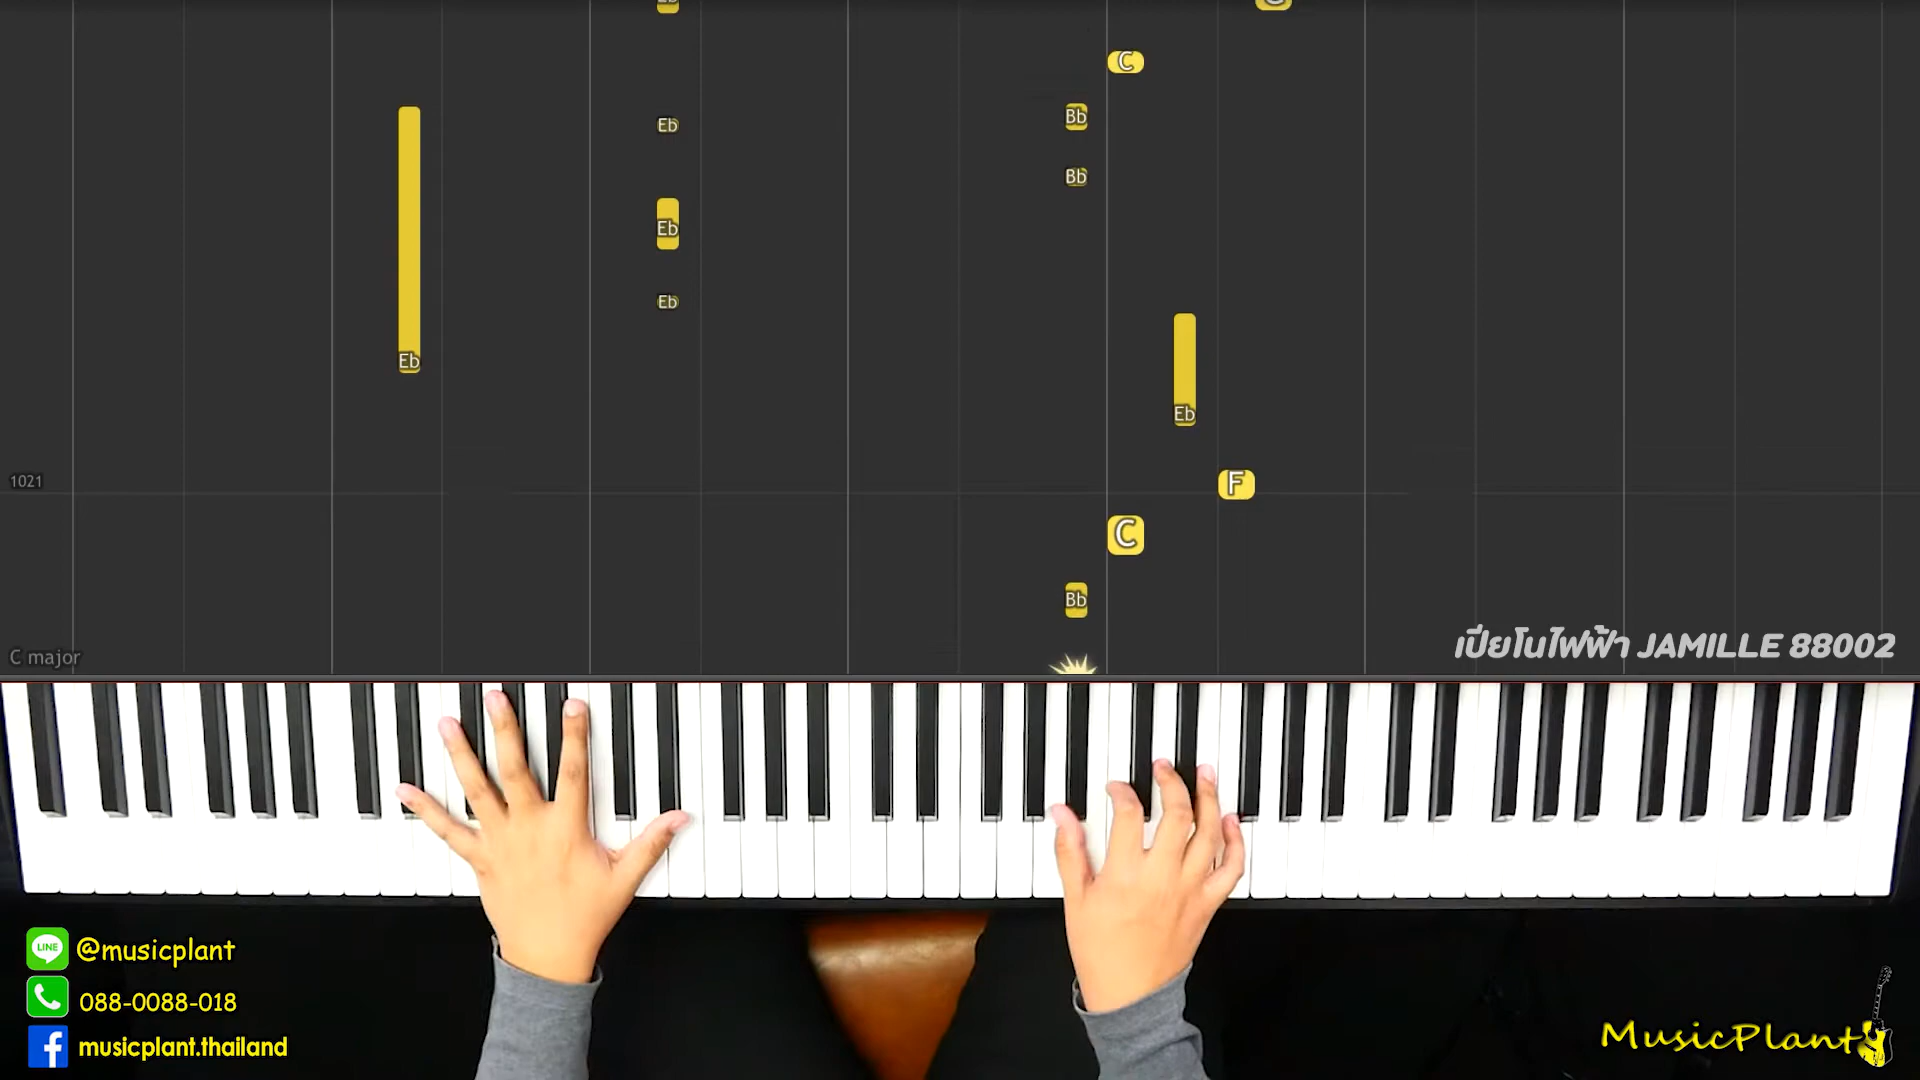 C
Bb
Eb
Bb
Eb
Eb
Eb
Eb
1021
F
C
Bb
เปียโนไฟฟ้า JAMILLE 88002
C major
LINE
@musicplant
088-0088-018
musicplant.thailand
MusicPlant